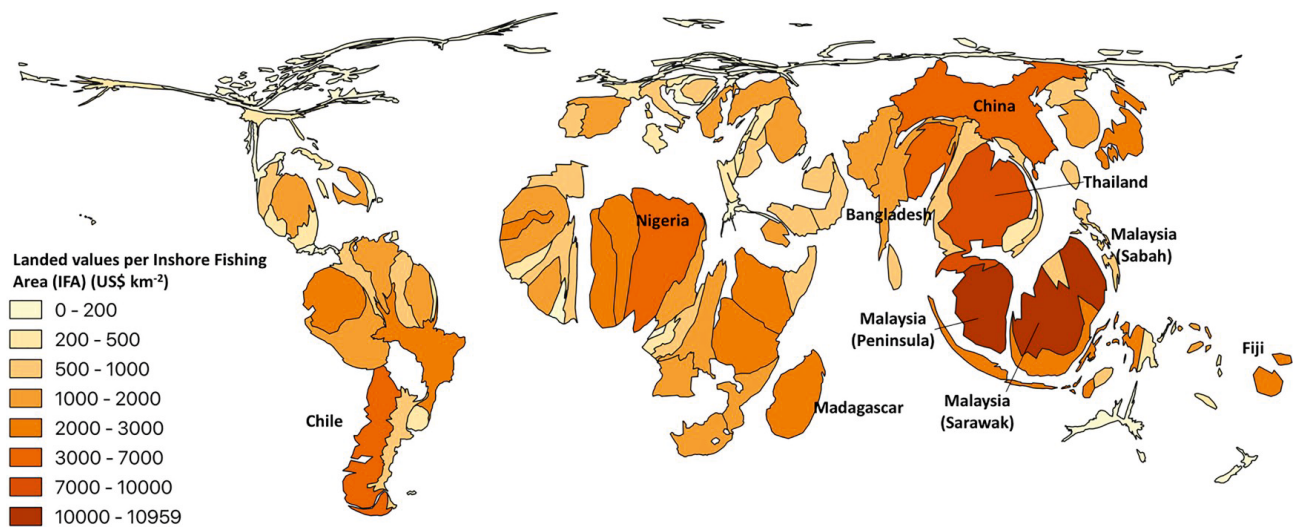 China
Thailand
Nigeria
Bangladesh
Malaysia
(Sabah)
Landed values per Inshore Fishing
Area (IFA) (US$ km⁻²)
0 - 200
200 - 500
500 - 1000
1000 - 2000
2000 - 3000
3000 - 7000
7000 - 10000
10000 - 10959
Malaysia
(Peninsula)
Fiji
Chile
Madagascar
Malaysia
(Sarawak)